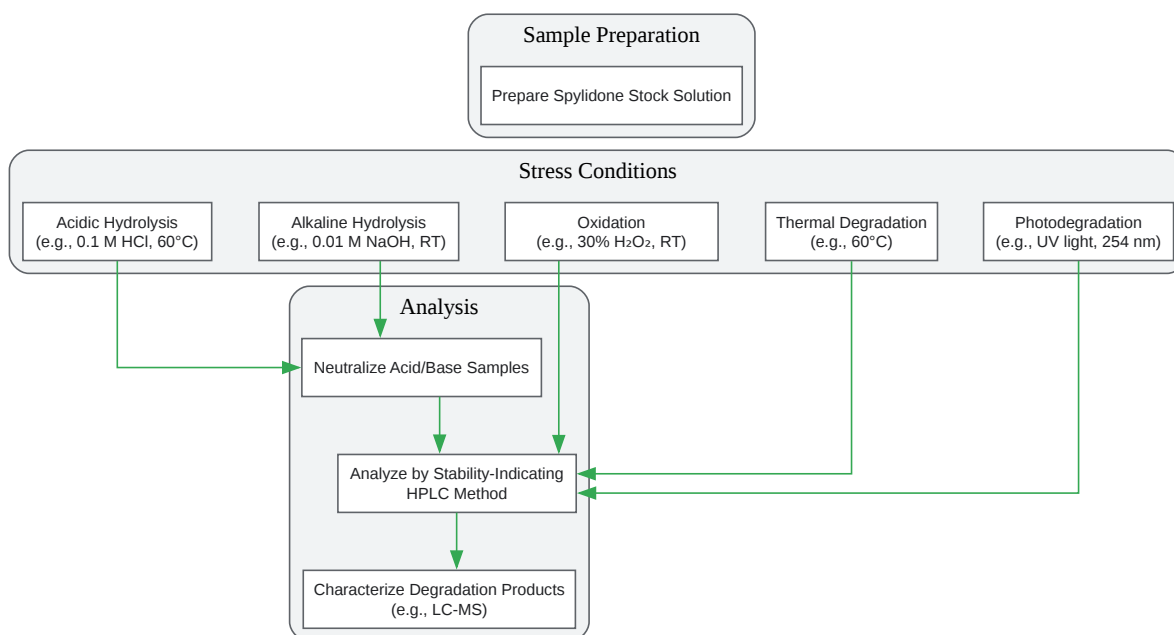 Sample Preparation
Prepare Spylidone Stock Solution
Stress Conditions
Acidic Hydrolysis
(e.g., 0.1 M HCl, 60°C)
Alkaline Hydrolysis
(e.g., 0.01 M NaOH, RT)
Oxidation
(e.g., 30% H₂O₂, RT)
Thermal Degradation
(e.g., 60°C)
Photodegradation
(e.g., UV light, 254 nm)
Analysis
Neutralize Acid/Base Samples
Analyze by Stability-Indicating
HPLC Method
Characterize Degradation Products
(e.g., LC-MS)